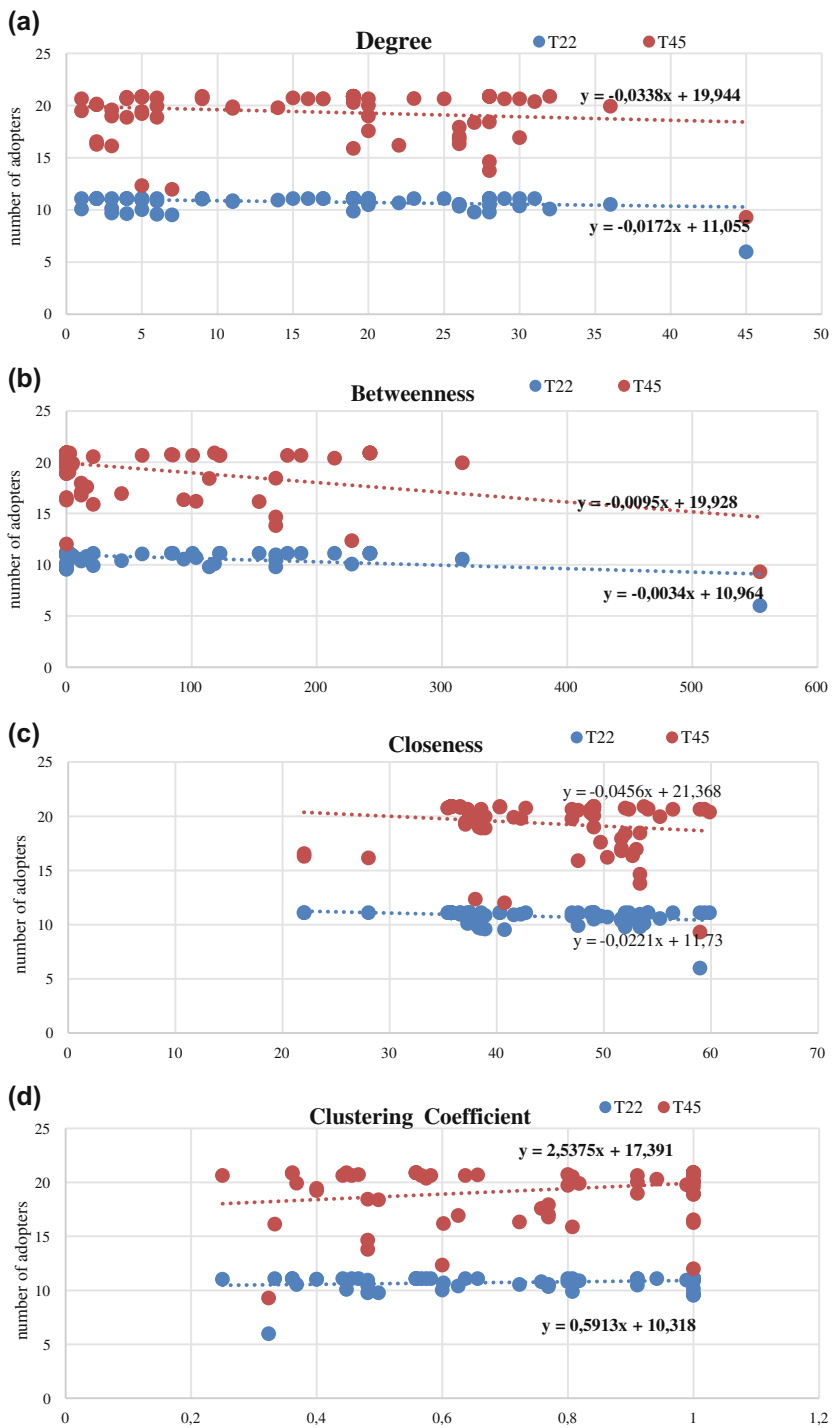 (a)
Degree
T22 T45
25
20
15
10
5
0
number of adopters
y = -0,0338x + 19,944
y = -0,0172x + 11,055
0 5 10 15 20 25 30 35 40 45 50
(b)
Betweenness
T22 T45
25
20
15
10
5
0
number of adopters
y = -0,0095x + 19,928
y = -0,0034x + 10,964
0 100 200 300 400 500 600
(c)
Closeness
T22 T45
25
20
15
10
5
0
number of adopters
y = -0,0456x + 21,368
y = -0,0221x + 11,73
0 10 20 30 40 50 60 70
(d)
Clustering Coefficient
T22 T45
25
20
15
10
5
0
number of adopters
y = 2,5375x + 17,391
y = 0,5913x + 10,318
0 0,2 0,4 0,6 0,8 1 1,2